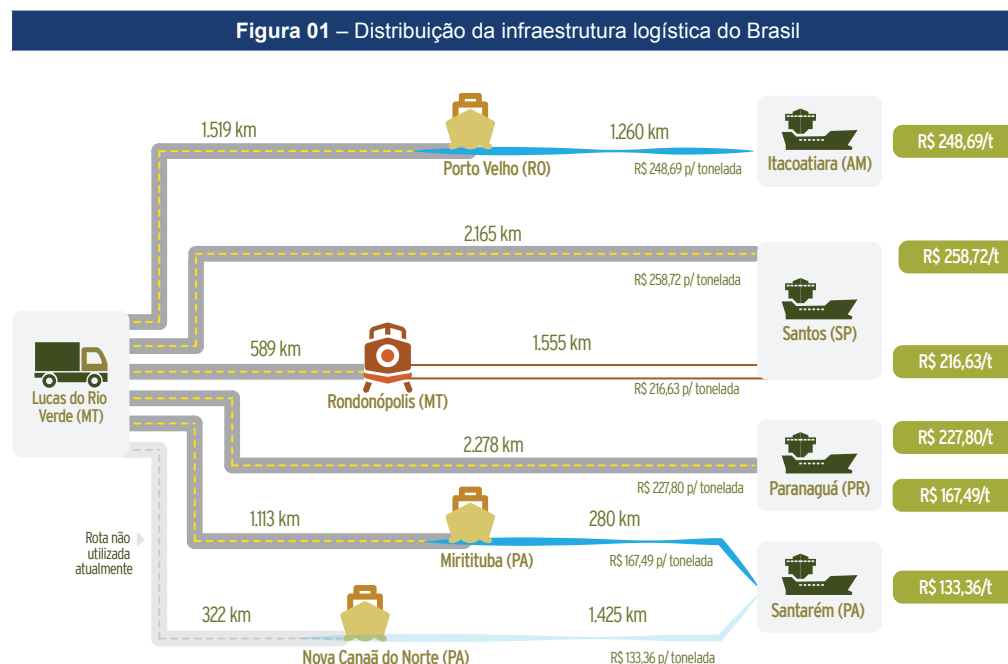 Figura 01 – Distribuição da infraestrutura logística do Brasil
1.519 km
Porto Velho (RO)
1.260 km
R$ 248,69 p/ tonelada
Itacoatiara (AM)
R$ 248,69/t
2.165 km
R$ 258,72 p/ tonelada
R$ 258,72/t
Santos (SP)
589 km
Rondonópolis (MT)
1.555 km
R$ 216,63 p/ tonelada
R$ 216,63/t
Lucas do Rio
Verde (MT)
2.278 km
R$ 227,80 p/ tonelada
Paranaguá (PR)
R$ 227,80/t
R$ 167,49/t
1.113 km
Miritituba (PA)
280 km
R$ 167,49 p/ tonelada
Rota não
utilizada
atualmente
Santarém (PA)
R$ 133,36/t
322 km
Nova Canaã do Norte (PA)
1.425 km
R$ 133,36 p/ tonelada